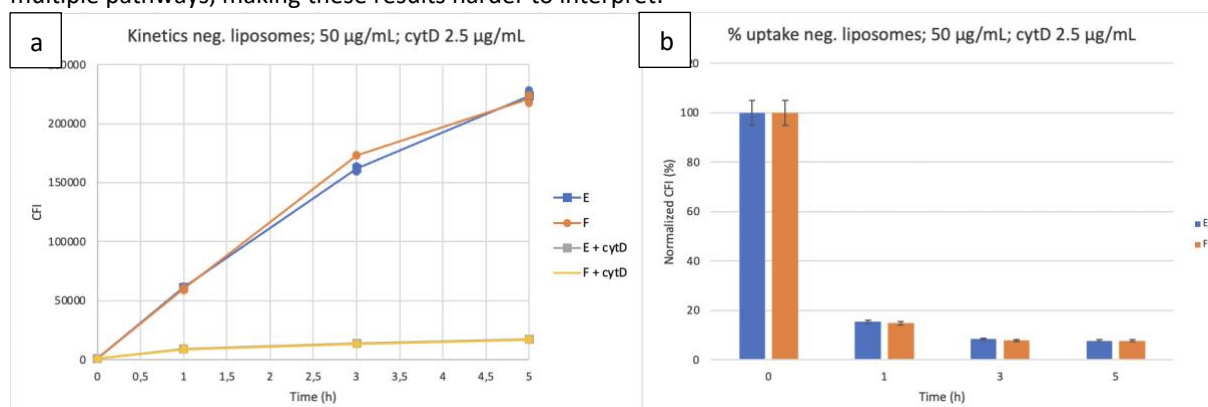 multiple pathways, making these results harder to interpret.
a
Kinetics neg. liposomes; 50 µg/mL; cytD 2.5 µg/mL
200000
150000
100000
50000
0
CFI
0 0,5 1 1,5 2 2,5 3 3,5 4 4,5 5
Time (h)
E
F
E + cytD
F + cytD
b
% uptake neg. liposomes; 50 µg/mL; cytD 2.5 µg/mL
100
80
60
40
20
0
Normalized CFI (%)
0 1 3 5
Time (h)
E
F